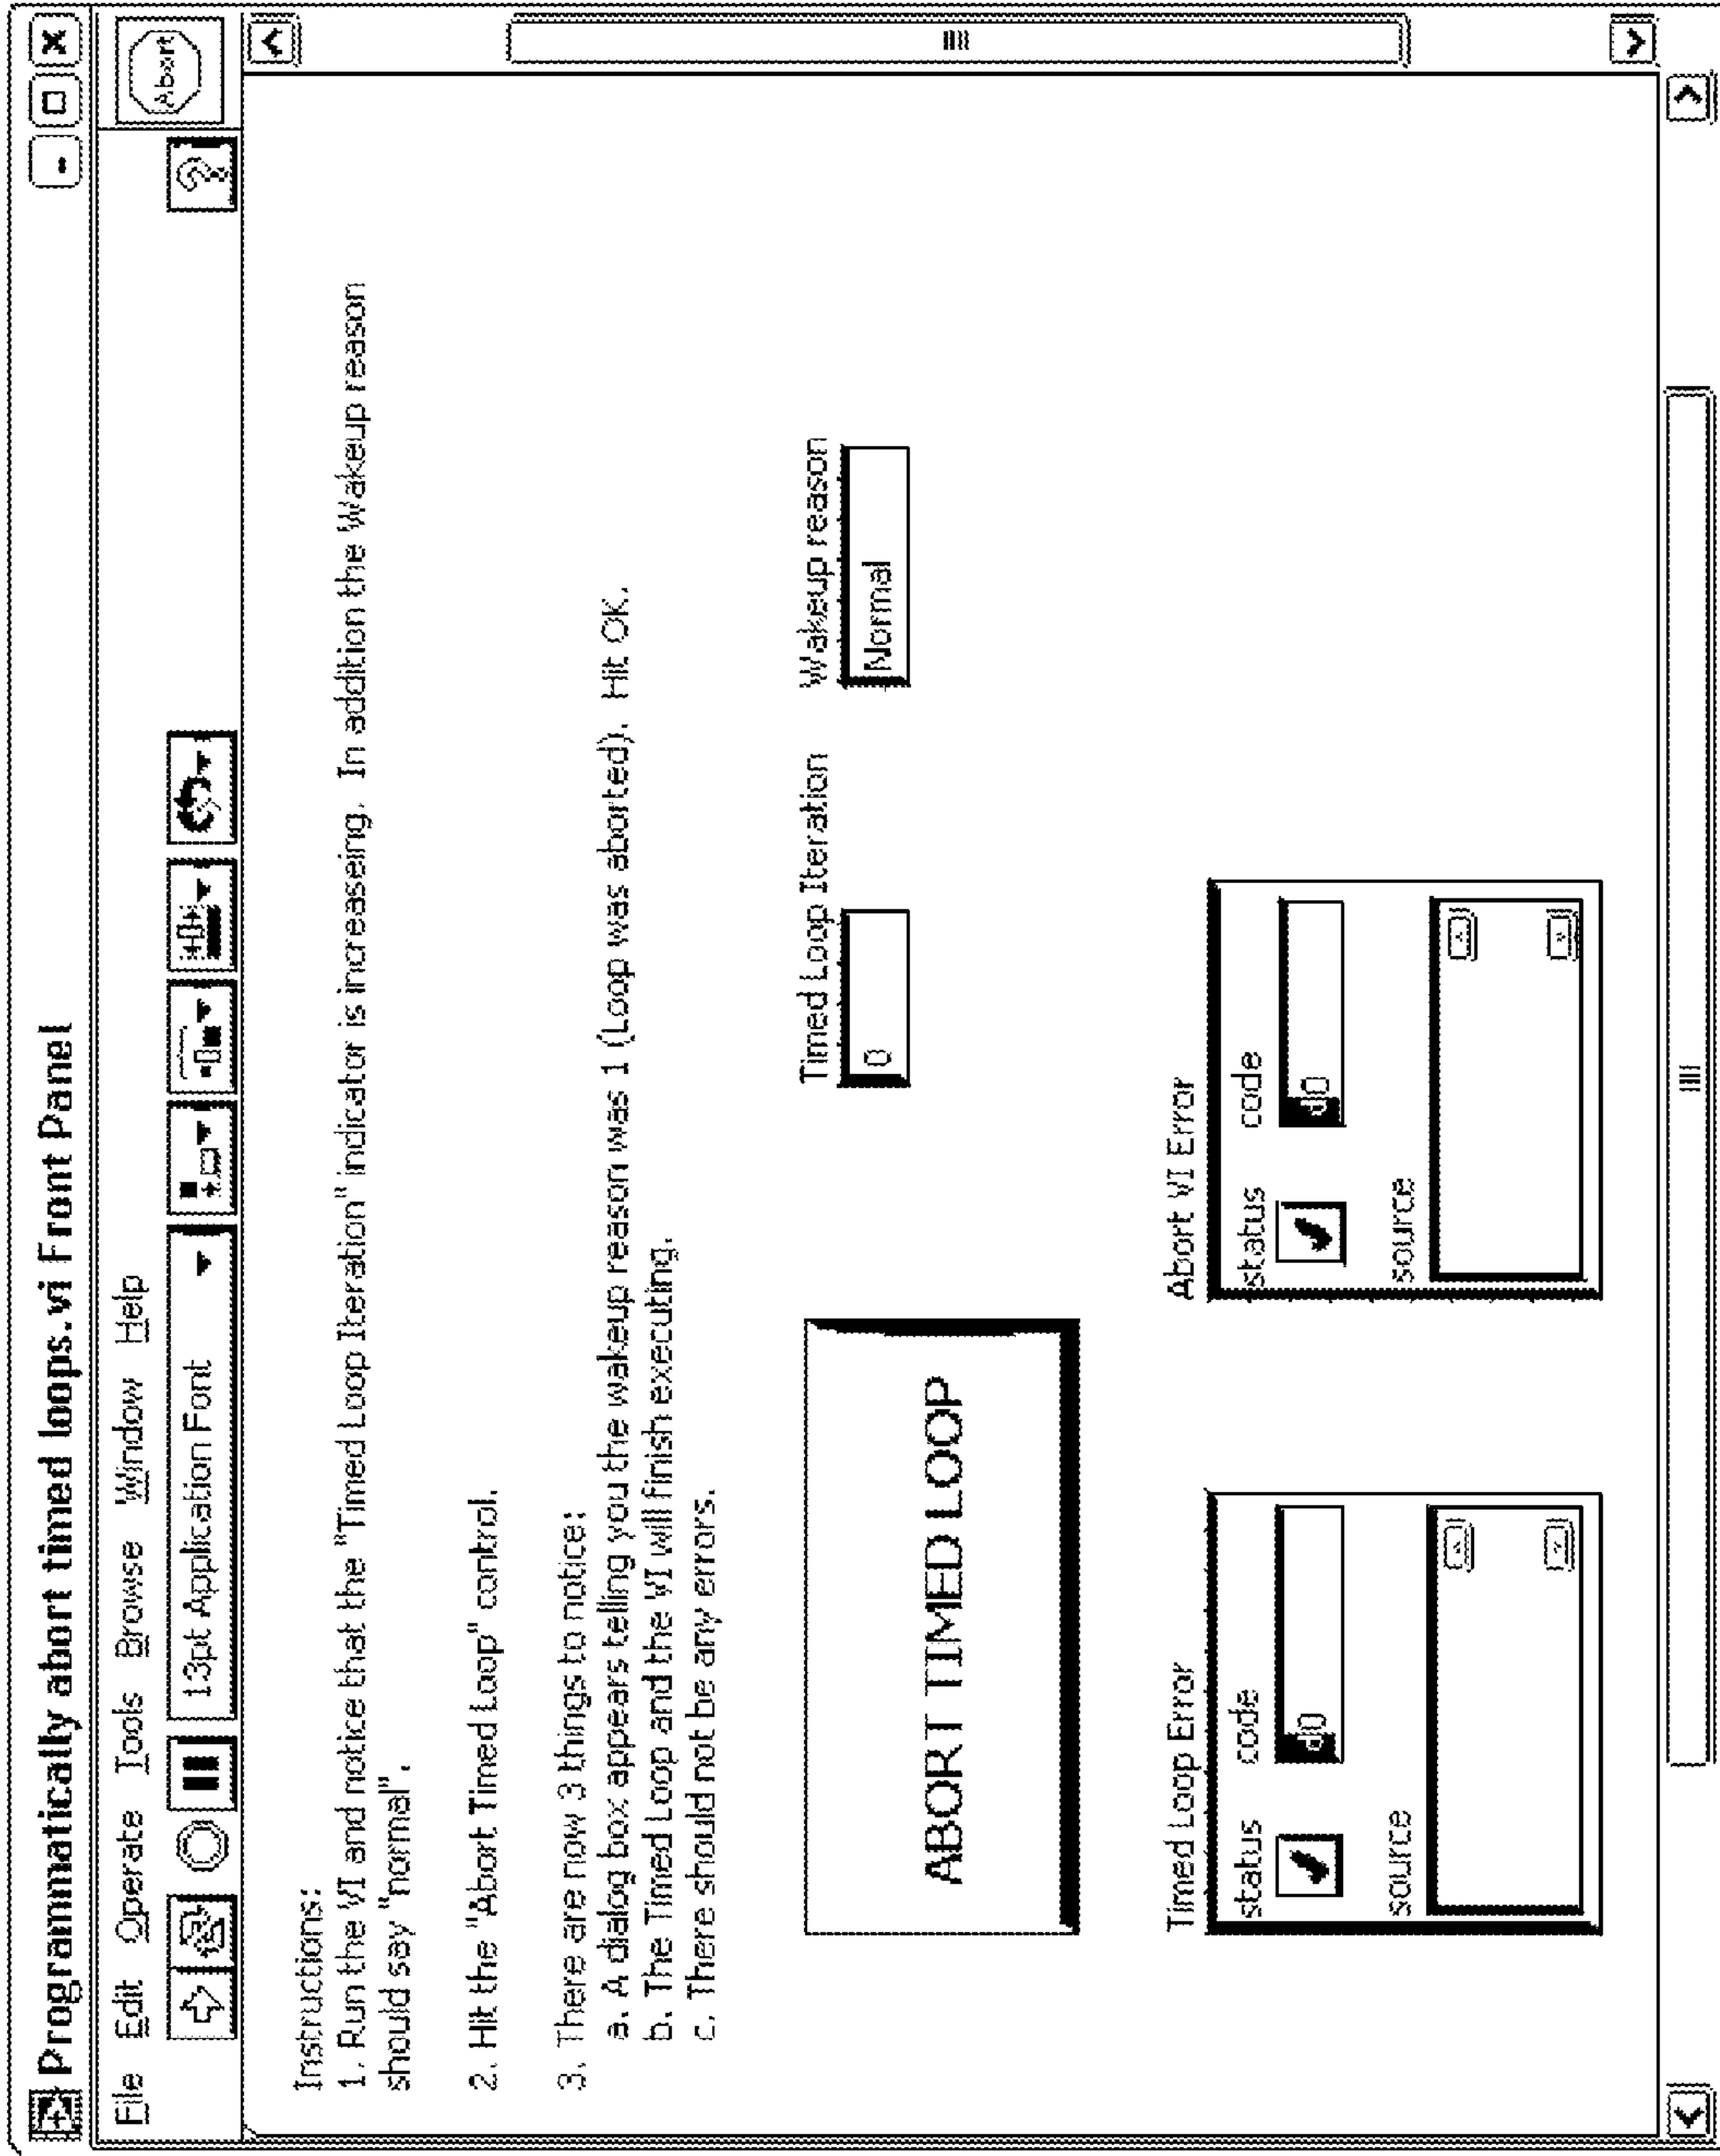 Programmatically abort timed loops.vi Front Panel
File Edit Operate Tools Browse Window Help
13pt Application Font
Abort
Instructions:
1. Run the VI and notice that the "Timed Loop Iteration" indicator is increaseing. In addition the Wakeup reason
should say "normal".
2. Hit the "Abort Timed Loop" control.
3. There are now 3 things to notice:
a. A dialog box appears telling you the wakeup reason was 1 (Loop was aborted). Hit OK.
b. The Timed Loop and the VI will finish executing.
c. There should not be any errors.
ABORT TIMED LOOP
Timed Loop Iteration
0
Wakeup reason
Normal
Timed Loop Error
status code
d0
source
Abort VI Error
status code
d0
source